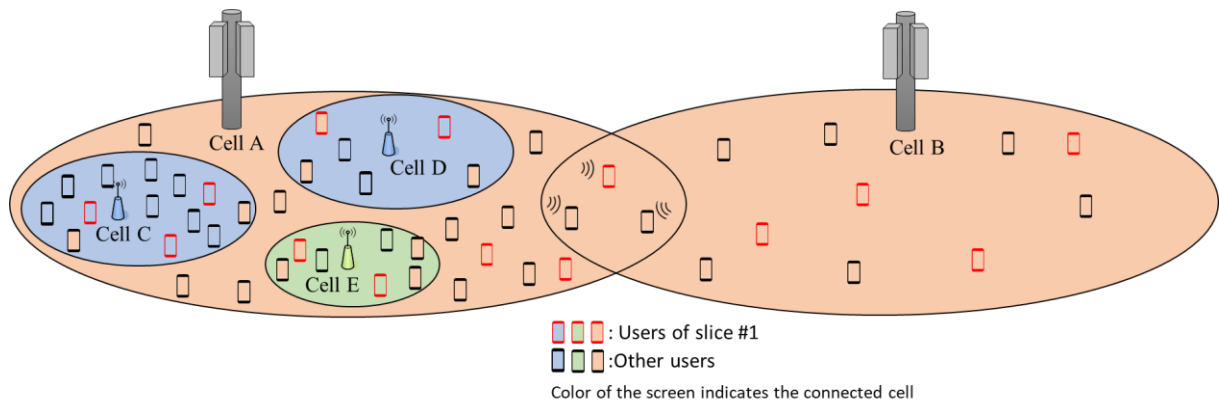 Cell A
Cell B
Cell D
Cell C
Cell E
: Users of slice #1
:Other users
Color of the screen indicates the connected cell